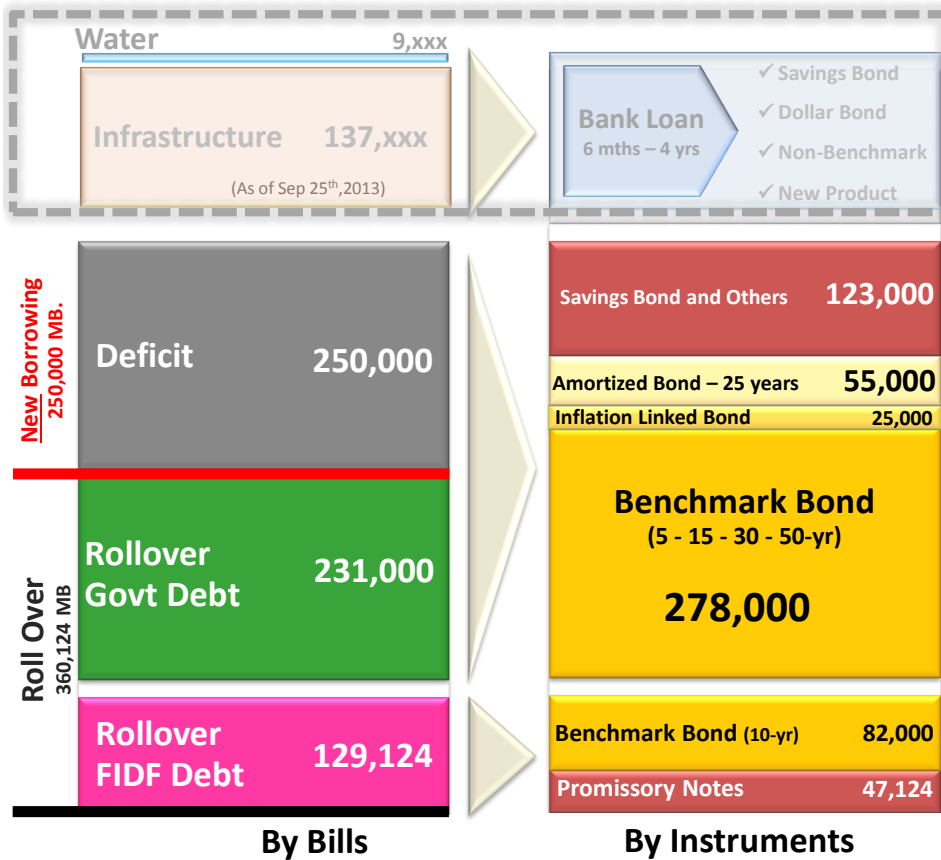 Water 9,xxx
Infrastructure 137,xxx
(As of Sep 25th,2013)
Bank Loan
6 mths – 4 yrs
✓ Savings Bond
✓ Dollar Bond
✓ Non-Benchmark
✓ New Product
New Borrowing
250,000 MB.
Deficit 250,000
Roll Over
360,124 MB
Rollover
Govt Debt 231,000
Rollover
FIDF Debt 129,124
By Bills
Savings Bond and Others 123,000
Amortized Bond – 25 years 55,000
Inflation Linked Bond 25,000
Benchmark Bond
(5 - 15 - 30 - 50-yr)
278,000
Benchmark Bond (10-yr) 82,000
Promissory Notes 47,124
By Instruments